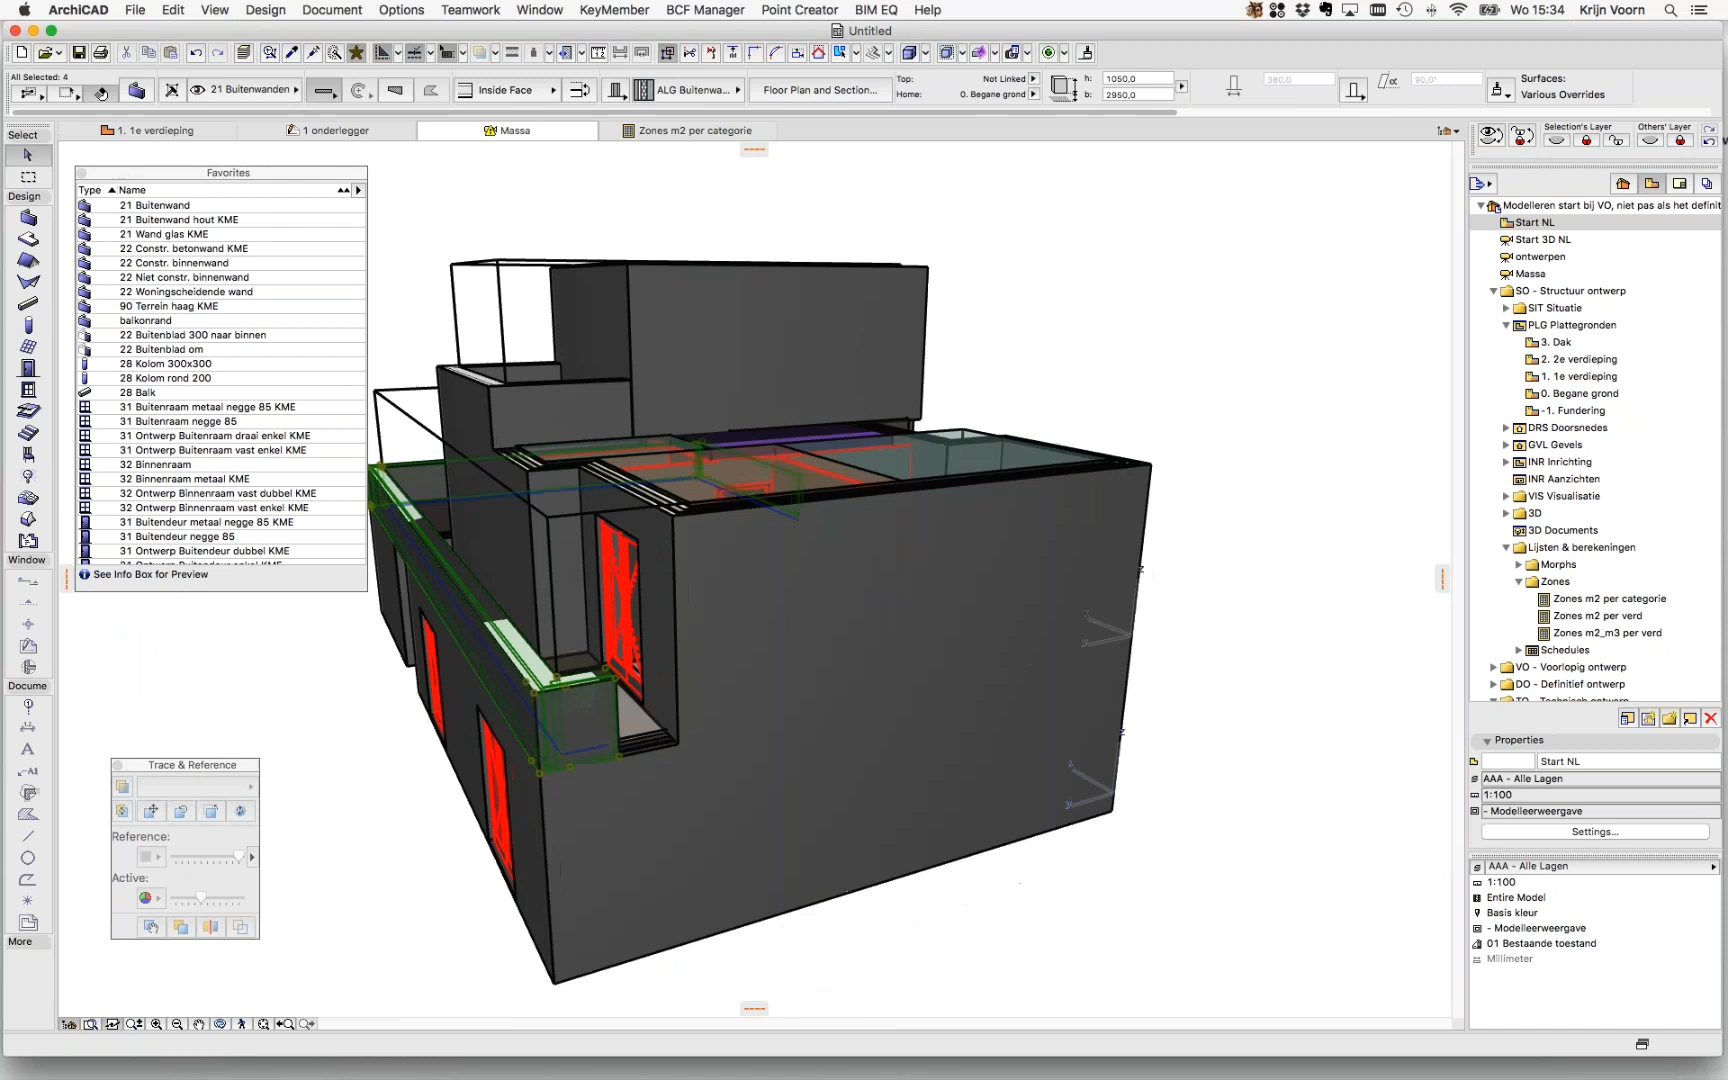 ArchiCAD File Edit View Design Document Options Teamwork Window KeyMember BCF Manager Point Creator BIM EQ Help Wo 15:34 Krijn Voorn
Untitled
All Selected: 4
21 Buitenwanden
Inside Face
ALG Buitenwa...
Floor Plan and Section...
Top: Not Linked
Home: 0. Begane grond
h: 1050,0
b: 2950,0
380,0
α 90,0°
Surfaces:
Various Overrides
1. 1e verdieping
1 onderlegger
Massa
Zones m2 per categorie
Selection's Layer Others' Layer
Select
Design
Window
Docume
More
Favorites
Type Name
21 Buitenwand
21 Buitenwand hout KME
21 Wand glas KME
22 Constr. betonwand KME
22 Constr. binnenwand
22 Niet constr. binnenwand
22 Woningscheidende wand
90 Terrein haag KME
balkonrand
22 Buitenblad 300 naar binnen
22 Buitenblad om
28 Kolom 300x300
28 Kolom rond 200
28 Balk
31 Buitenraam metaal negge 85 KME
31 Buitenraam negge 85
31 Ontwerp Buitenraam draai enkel KME
31 Ontwerp Buitenraam vast enkel KME
32 Binnenraam
32 Binnenraam metaal KME
32 Ontwerp Binnenraam vast dubbel KME
32 Ontwerp Binnenraam vast enkel KME
31 Buitendeur metaal negge 85 KME
31 Buitendeur negge 85
31 Ontwerp Buitendeur dubbel KME
31 Ontwerp Buitendeur enkel KME
See Info Box for Preview
Trace & Reference
Reference:
Active:
Modelleren start bij VO, niet pas als het definit
Start NL
Start 3D NL
ontwerpen
Massa
SO - Structuur ontwerp
SIT Situatie
PLG Plattegronden
3. Dak
2. 2e verdieping
1. 1e verdieping
0. Begane grond
-1. Fundering
DRS Doorsnedes
GVL Gevels
INR Inrichting
INR Aanzichten
VIS Visualisatie
3D
3D Documents
Lijsten & berekeningen
Morphs
Zones
Zones m2 per categorie
Zones m2 per verd
Zones m2_m3 per verd
Schedules
VO - Voorlopig ontwerp
DO - Definitief ontwerp
TO - Technisch ontwerp
Properties
Start NL
AAA - Alle Lagen
1:100
- Modelleerweergave
Settings...
AAA - Alle Lagen
1:100
Entire Model
Basis kleur
- Modelleerweergave
01 Bestaande toestand
Millimeter